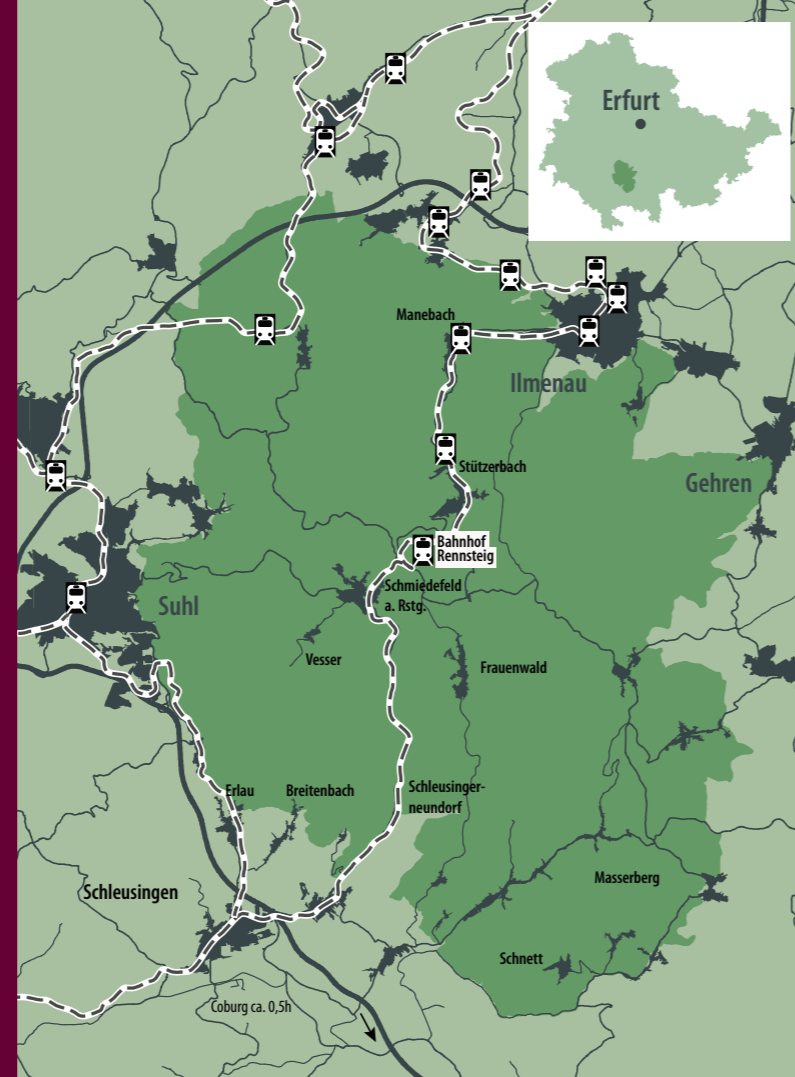 Erfurt
Manebach
Ilmenau
Stützerbach
Gehren
Bahnhof
Rennsteig
Schmiedefeld
a. Rstg.
Suhl
Vesser
Frauenwald
Erlau
Breitenbach
Schleusinger-
neundorf
Masserberg
Schleusingen
Schnett
Coburg ca. 0,5h